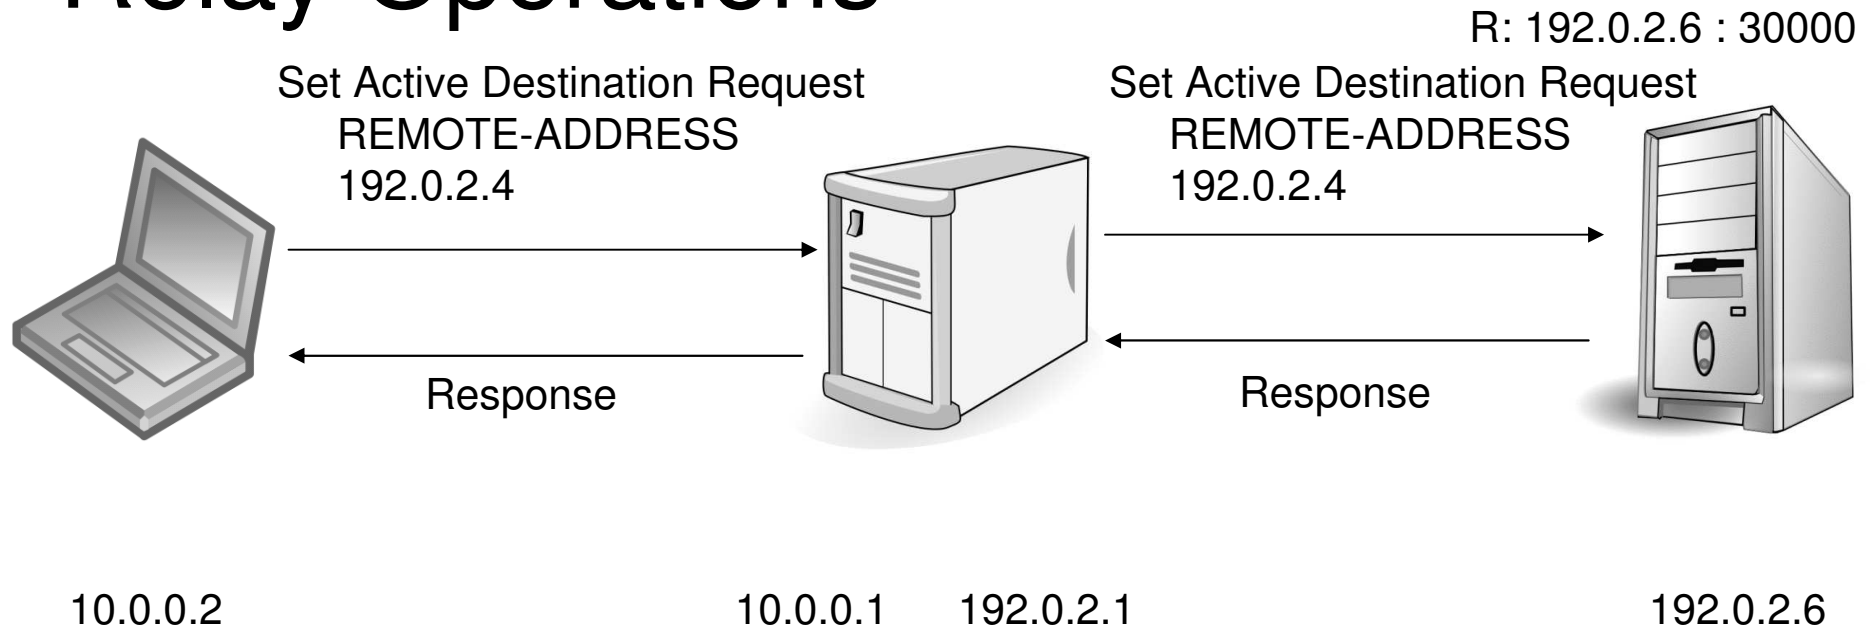 Relay Operations
R: 192.0.2.6 : 30000
Set Active Destination Request
REMOTE-ADDRESS
192.0.2.4
Set Active Destination Request
REMOTE-ADDRESS
192.0.2.4
Response
Response
10.0.0.2
10.0.0.1
192.0.2.1
192.0.2.6